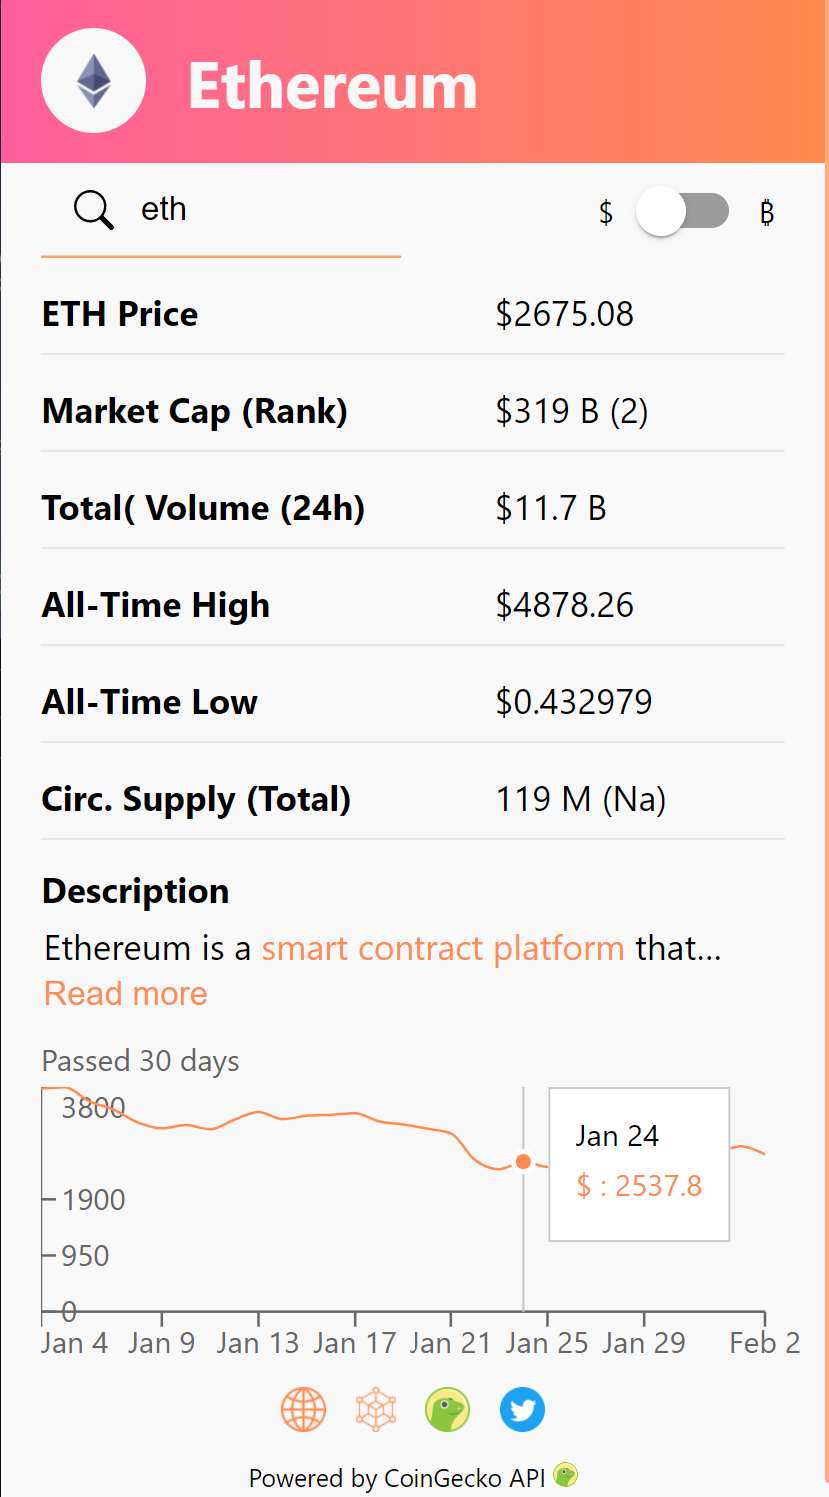 Ethereum
eth
$ ₿
ETH Price $2675.08
Market Cap (Rank) $319 B (2)
Total( Volume (24h) $11.7 B
All-Time High $4878.26
All-Time Low $0.432979
Circ. Supply (Total) 119 M (Na)
Description
Ethereum is a smart contract platform that...
Read more
Passed 30 days
3800
Jan 24
$ : 2537.8
1900
950
0
Jan 4 Jan 9 Jan 13 Jan 17 Jan 21 Jan 25 Jan 29 Feb 2
Powered by CoinGecko API